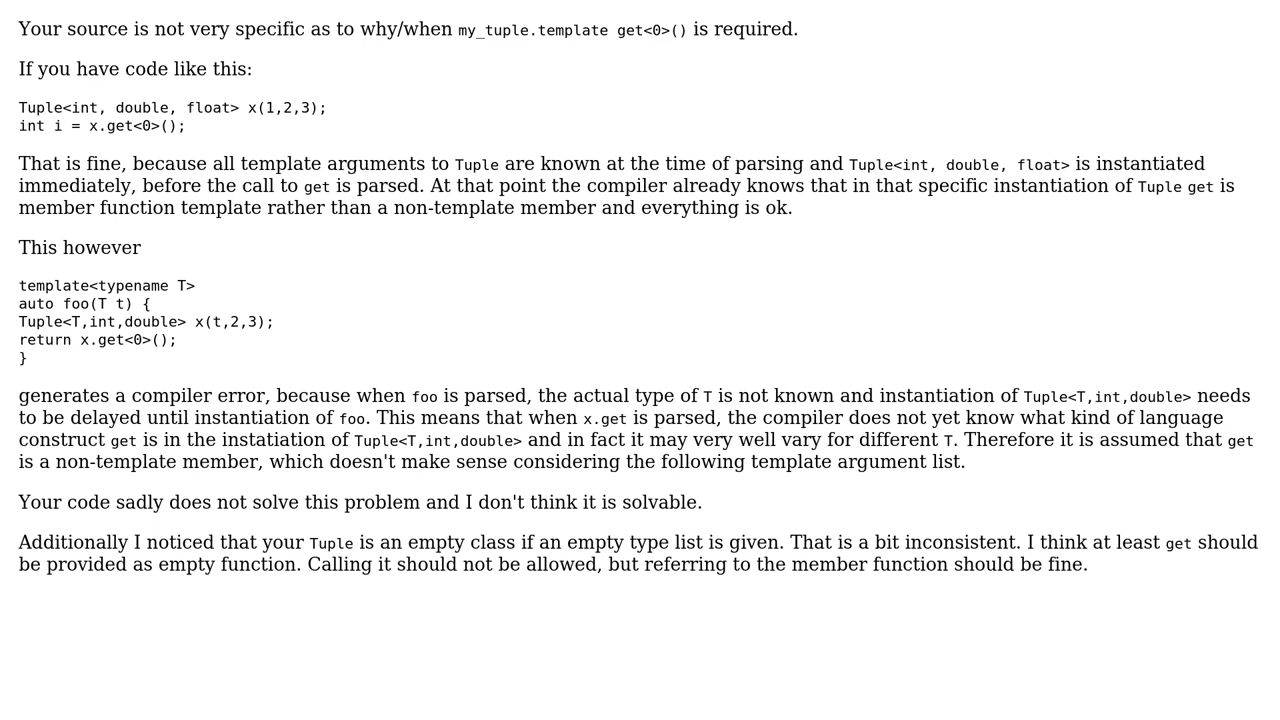 Your source is not very specific as to why/when my_tuple.template get<0>() is required.
If you have code like this:
Tuple<int, double, float> x(1,2,3);
int i = x.get<0>();
That is fine, because all template arguments to Tuple are known at the time of parsing and Tuple<int, double, float> is instantiated
immediately, before the call to get is parsed. At that point the compiler already knows that in that specific instantiation of Tuple get is
member function template rather than a non-template member and everything is ok.
This however
template<typename T>
auto foo(T t) {
Tuple<T,int,double> x(t,2,3);
return x.get<0>();
}
generates a compiler error, because when foo is parsed, the actual type of T is not known and instantiation of Tuple<T,int,double> needs
to be delayed until instantiation of foo. This means that when x.get is parsed, the compiler does not yet know what kind of language
construct get is in the instatiation of Tuple<T,int,double> and in fact it may very well vary for different T. Therefore it is assumed that get
is a non-template member, which doesn't make sense considering the following template argument list.
Your code sadly does not solve this problem and I don't think it is solvable.
Additionally I noticed that your Tuple is an empty class if an empty type list is given. That is a bit inconsistent. I think at least get should
be provided as empty function. Calling it should not be allowed, but referring to the member function should be fine.